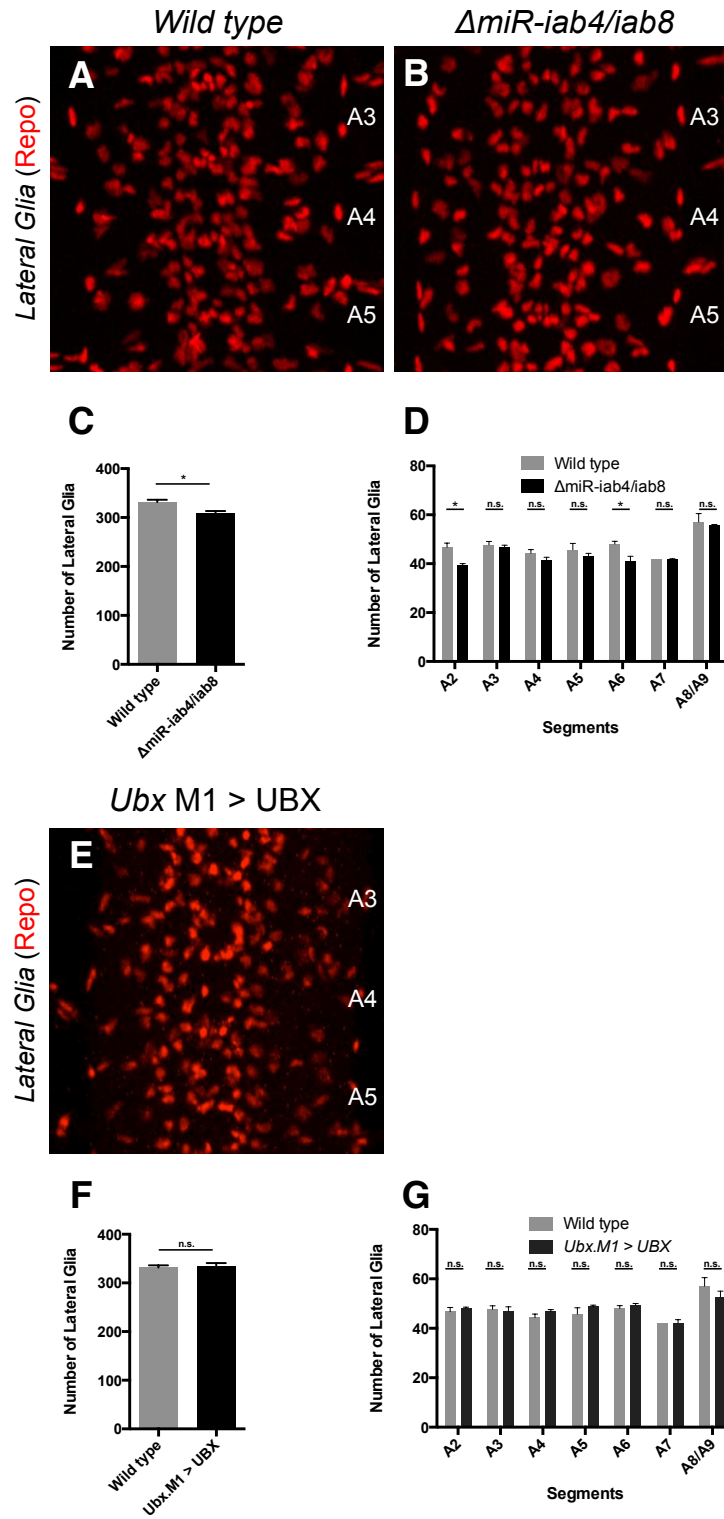 Wild type
ΔmiR-iab4/iab8
Lateral Glia (Repo)
A
A3
A4
A5
B
A3
A4
A5
C
Number of Lateral Glia
400
300
200
100
0
*
Wild type
ΔmiR-iab4/iab8
D
Number of Lateral Glia
80
60
40
20
0
Wild type
ΔmiR-iab4/iab8
* n.s. n.s. n.s. * n.s. n.s.
A2 A3 A4 A5 A6 A7 A8/A9
Segments
Ubx M1 > UBX
Lateral Glia (Repo)
E
A3
A4
A5
F
Number of Lateral Glia
400
300
200
100
0
n.s.
Wild type
Ubx.M1 > UBX
G
Number of Lateral Glia
80
60
40
20
0
Wild type
Ubx.M1 > UBX
n.s. n.s. n.s. n.s. n.s. n.s. n.s.
A2 A3 A4 A5 A6 A7 A8/A9
Segments